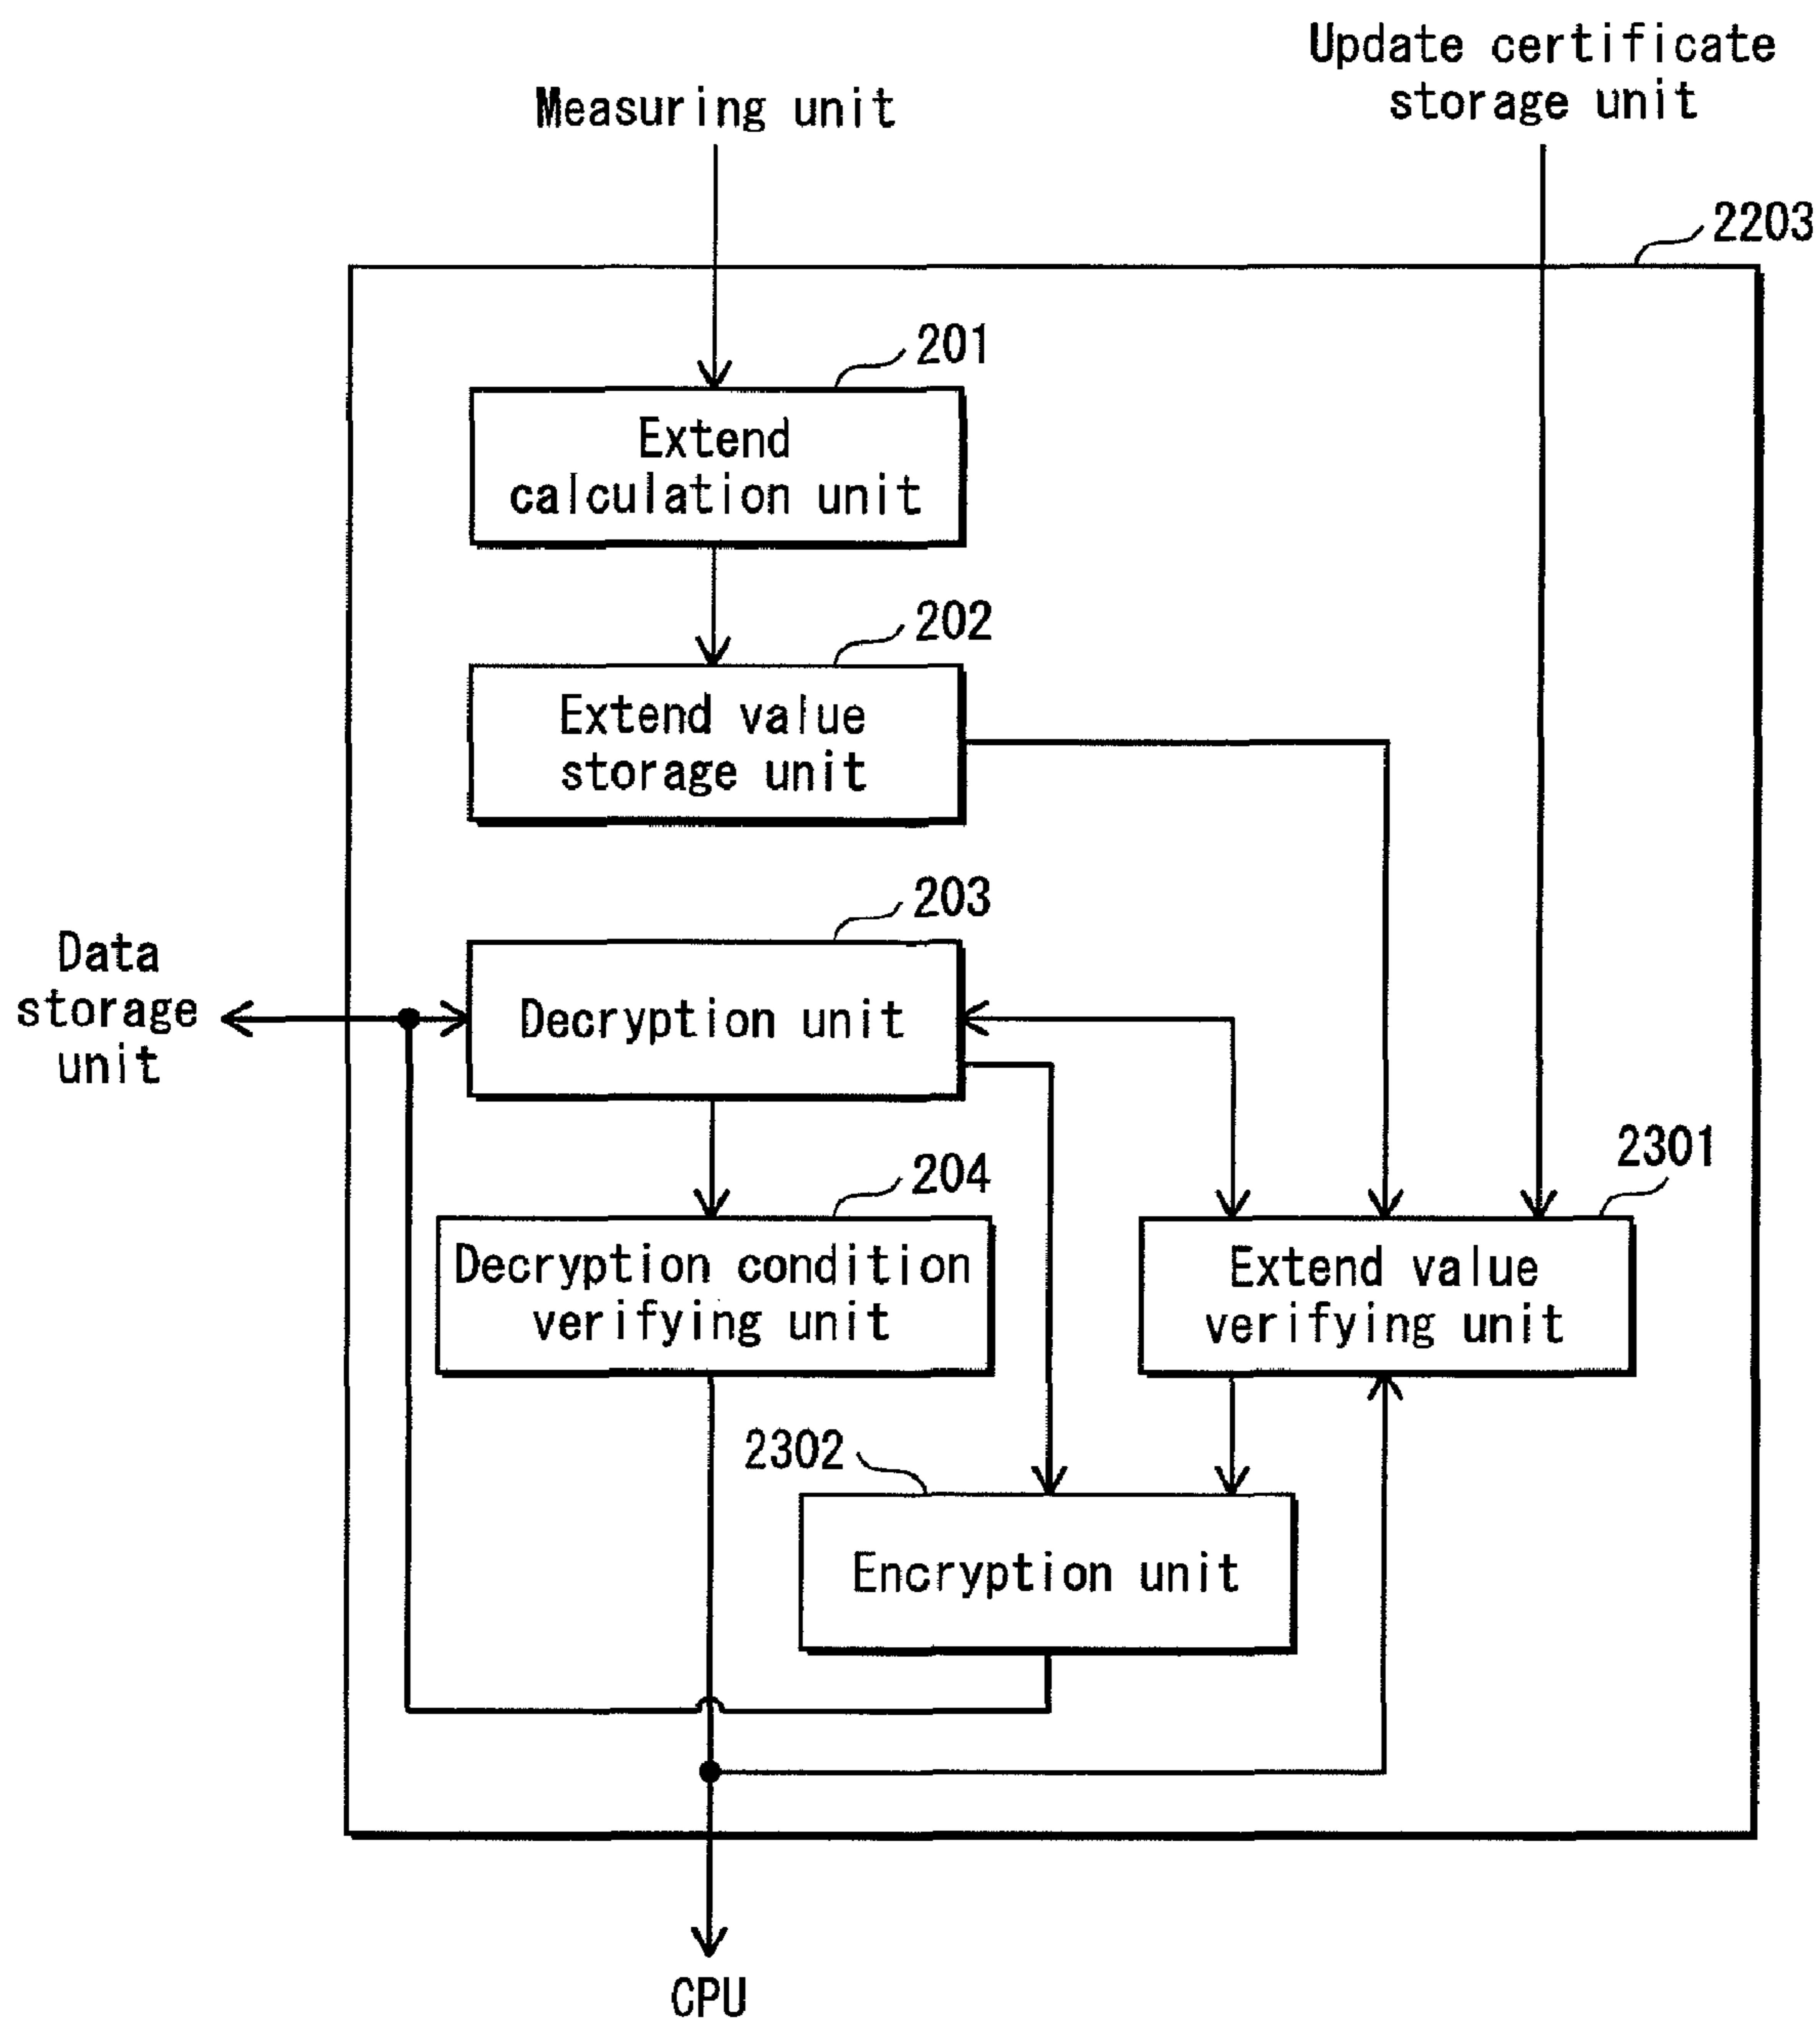 Update certificate
storage unit
Measuring unit
2203
201
Extend
calculation unit
202
Extend value
storage unit
203
Data
storage
unit
Decryption unit
2301
204
Decryption condition
verifying unit
Extend value
verifying unit
2302
Encryption unit
CPU